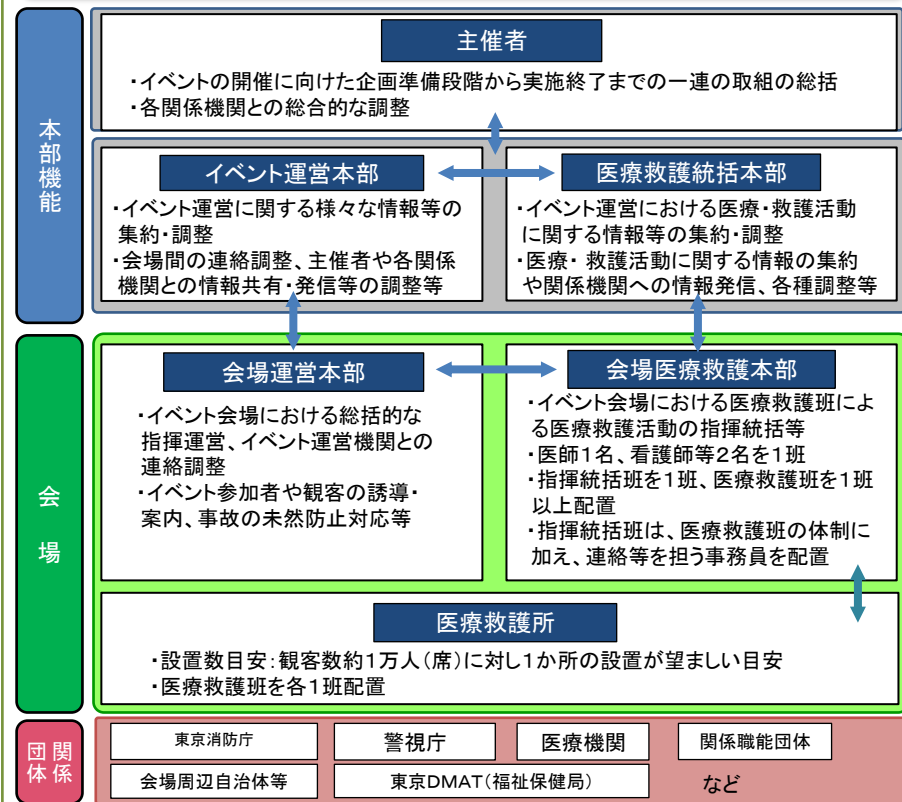 本部機能
主催者
・イベントの開催に向けた企画準備段階から実施終了までの一連の取組の総括
・各関係機関との総合的な調整
イベント運営本部
・イベント運営に関する様々な情報等の
集約・調整
・会場間の連絡調整、主催者や各関係
機関との情報共有・発信等の調整等
医療救護統括本部
・イベント運営における医療・救護活動
に関する情報等の集約・調整
・医療・ 救護活動に関する情報の集約
や関係機関への情報発信、各種調整等
会場
会場運営本部
・イベント会場における総括的な
指揮運営、イベント運営機関との
連絡調整
・イベント参加者や観客の誘導・
案内、事故の未然防止対応等
会場医療救護本部
・イベント会場における医療救護班によ
る医療救護活動の指揮統括等
・医師1名、看護師等2名を1班
・指揮統括班を1班、医療救護班を1班
以上配置
・指揮統括班は、医療救護班の体制に
加え、連絡等を担う事務員を配置
医療救護所
・設置数目安:観客数約1万人(席)に対し1か所の設置が望ましい目安
・医療救護班を各1班配置
関係
団体
東京消防庁
警視庁
医療機関
関係職能団体
会場周辺自治体等
東京DMAT(福祉保健局)
など